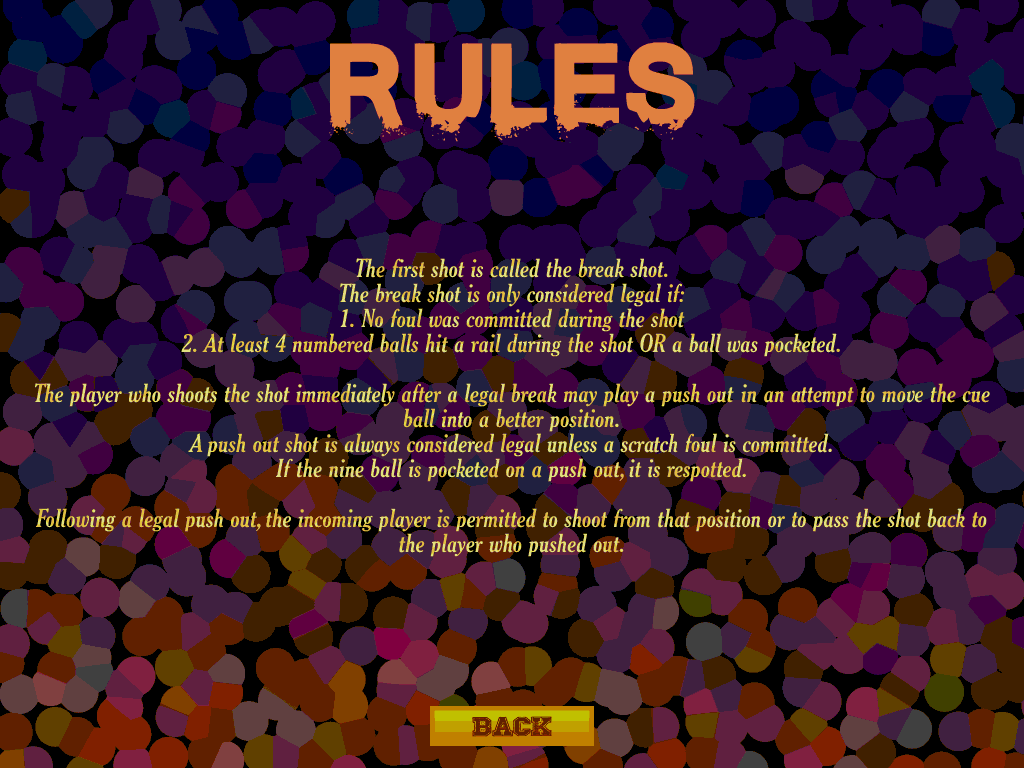 RULES
The first shot is called the break shot.
The break shot is only considered legal if:
1. No foul was committed during the shot
2. At least 4 numbered balls hit a rail during the shot OR a ball was pocketed.
The player who shoots the shot immediately after a legal break may play a push out in an attempt to move the cue
ball into a better position.
A push out shot is always considered legal unless a scratch foul is committed.
If the nine ball is pocketed on a push out, it is respotted.
Following a legal push out, the incoming player is permitted to shoot from that position or to pass the shot back to
the player who pushed out.
BACK